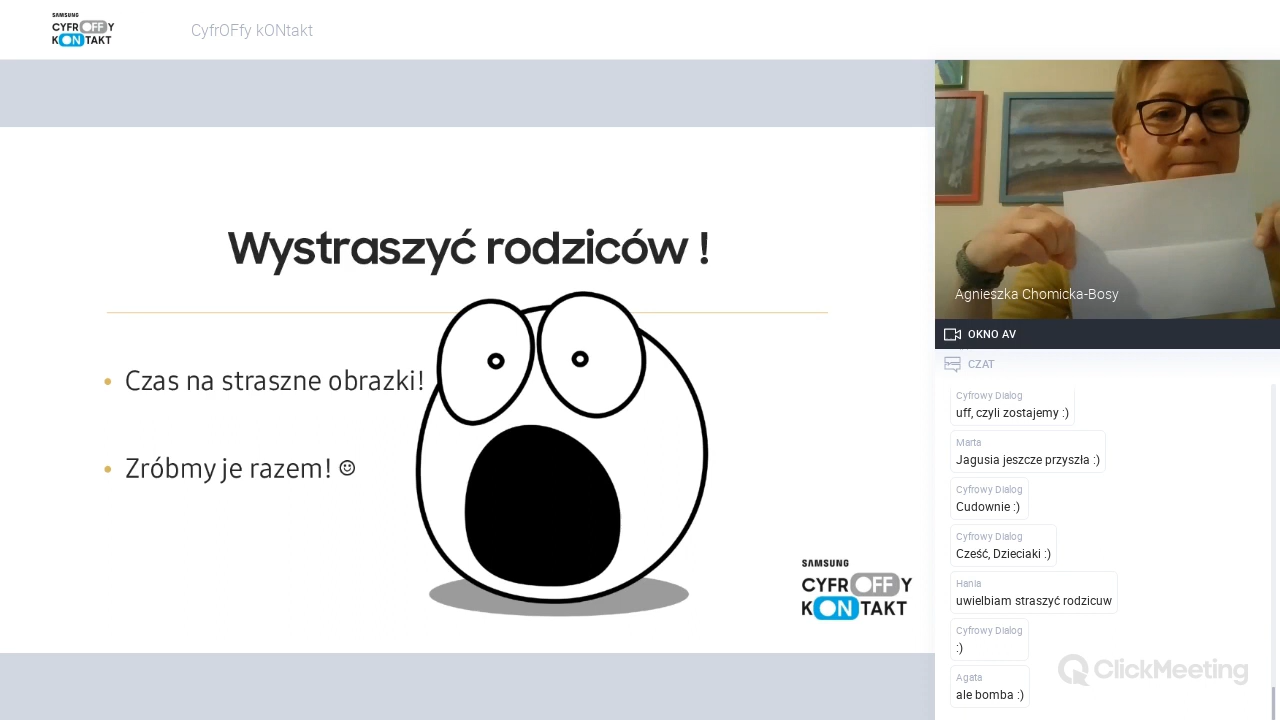 SAMSUNG
CYFROFFY
KONTAKT
CyfrOFfy kONtakt
Wystraszyć rodziców !
• Czas na straszne obrazki!
• Zróbmy je razem! ☺
SAMSUNG
CYFROFFY
KONTAKT
Agnieszka Chomicka-Bosy
OKNO AV
CZAT
Cyfrowy Dialog
uff, czyli zostajemy :)
Marta
Jagusia jeszcze przyszła :)
Cyfrowy Dialog
Cudownie :)
Cyfrowy Dialog
Cześć, Dzieciaki :)
Hania
uwielbiam straszyć rodzicuw
Cyfrowy Dialog
:)
Agata
ale bomba :)
ClickMeeting